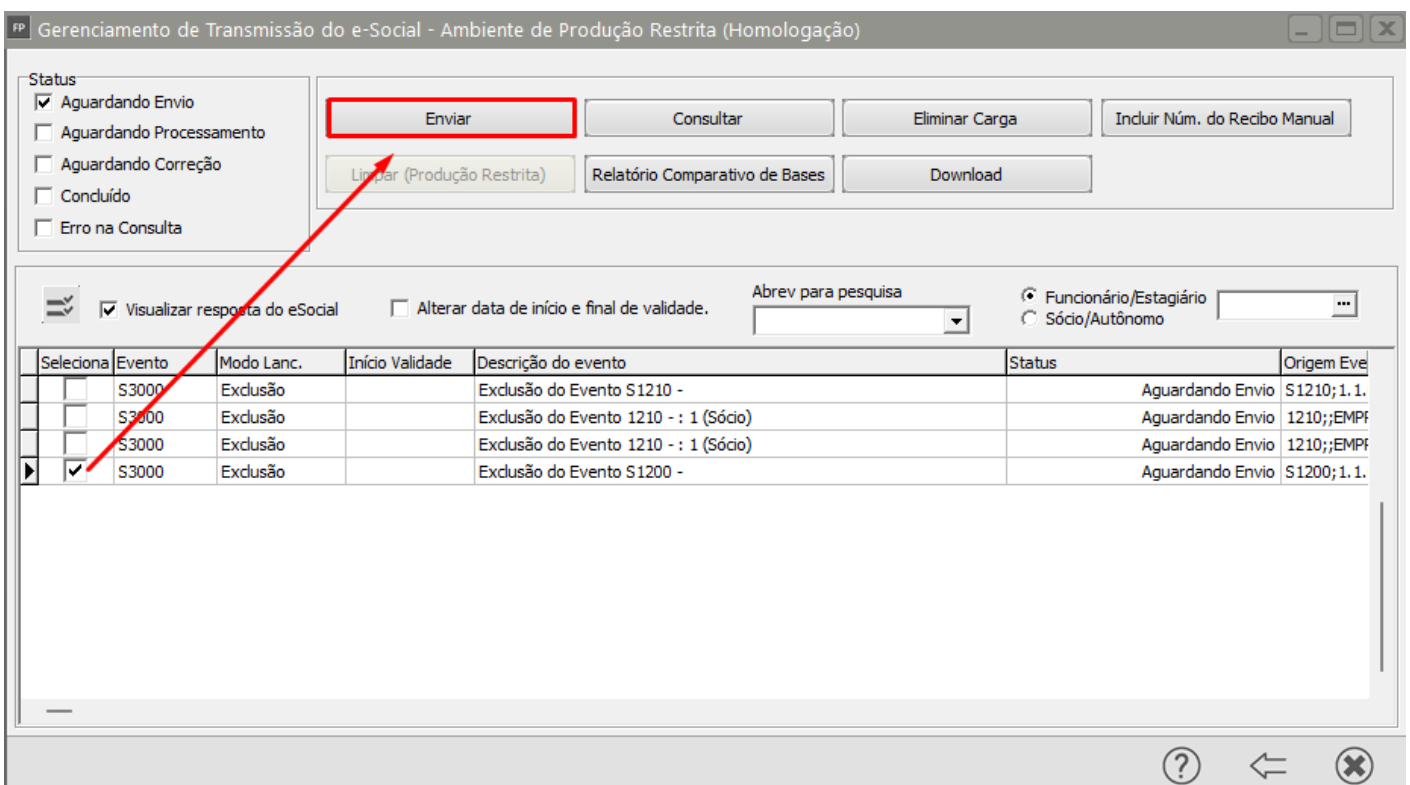 FP Gerenciamento de Transmissão do e-Social - Ambiente de Produção Restrita (Homologação)
Status
Aguardando Envio
Aguardando Processamento
Aguardando Correção
Concluído
Erro na Consulta
Enviar Consultar Eliminar Carga Incluir Núm. do Recibo Manual
Limpar (Produção Restrita) Relatório Comparativo de Bases Download
Visualizar resposta do eSocial Alterar data de início e final de validade. Abrev para pesquisa Funcionário/Estagiário ...
Sócio/Autônomo
Seleciona Evento Modo Lanc. Início Validade Descrição do evento Status Origem Eve
S3000 Exclusão Exclusão do Evento S1210 - Aguardando Envio S1210;1.1.
S3000 Exclusão Exclusão do Evento 1210 - : 1 (Sócio) Aguardando Envio 1210;;EMPR
S3000 Exclusão Exclusão do Evento 1210 - : 1 (Sócio) Aguardando Envio 1210;;EMPR
S3000 Exclusão Exclusão do Evento S1200 - Aguardando Envio S1200;1.1.
?